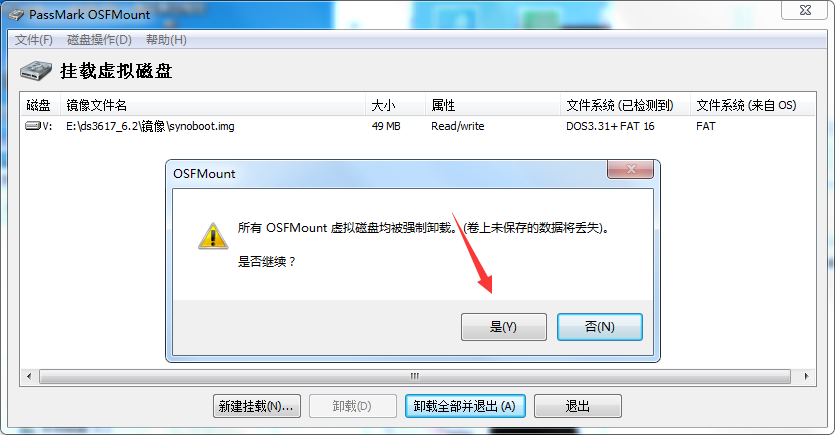 PassMark OSFMount
文件(F) 磁盘操作(D) 帮助(H)
挂载虚拟磁盘
磁盘 镜像文件名 大小 属性 文件系统 (已检测到) 文件系统 (来自 OS)
V: E:\ds3617_6.2\镜像\synoboot.img 49 MB Read/write DOS3.31+ FAT 16 FAT
OSFMount
所有 OSFMount 虚拟磁盘均被强制卸载。(卷上未保存的数据将丢失)。
是否继续？
是(Y) 否(N)
新建挂载(N)... 卸载(D) 卸载全部并退出 (A) 退出